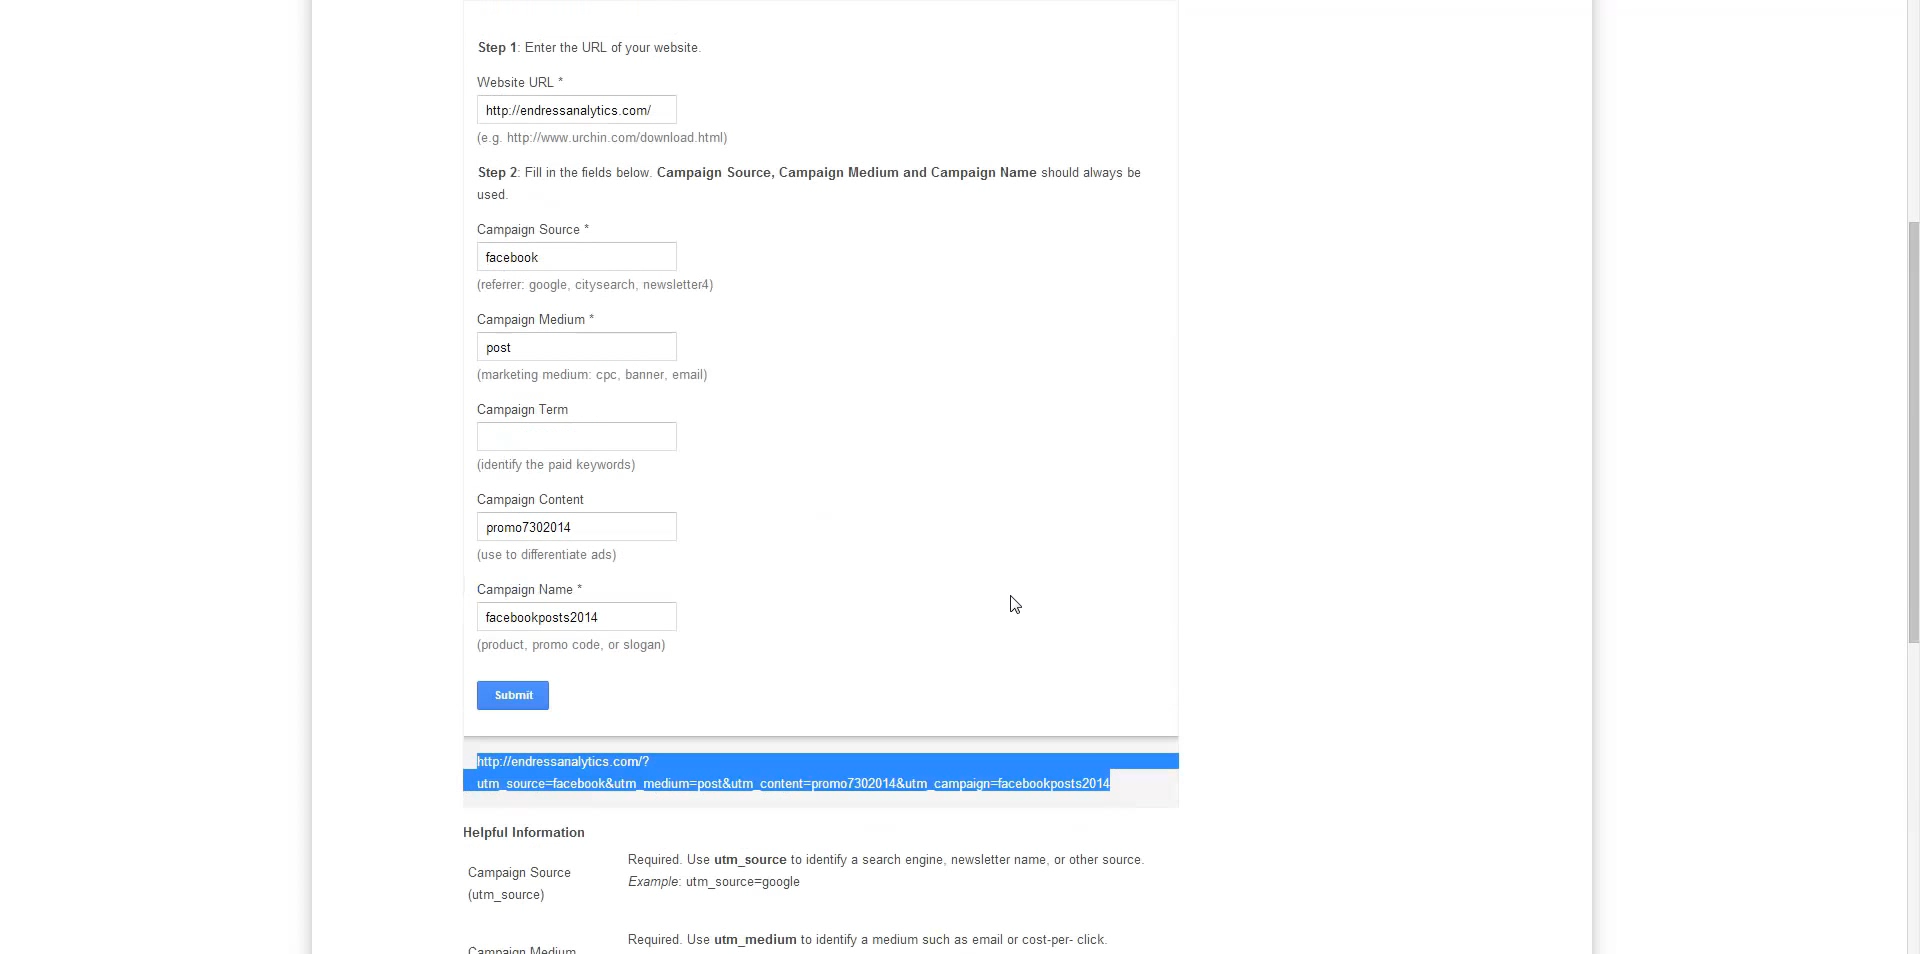 Step 1: Enter the URL of your website.
Website URL *
http://endressanalytics.com/
(e.g. http://www.urchin.com/download.html)
Step 2: Fill in the fields below. Campaign Source, Campaign Medium and Campaign Name should always be
used.
Campaign Source *
facebook
(referrer: google, citysearch, newsletter4)
Campaign Medium *
post
(marketing medium: cpc, banner, email)
Campaign Term
(identify the paid keywords)
Campaign Content
promo7302014
(use to differentiate ads)
Campaign Name *
facebookposts2014
(product, promo code, or slogan)
Submit
http://endressanalytics.com/?
utm_source=facebook&utm_medium=post&utm_content=promo7302014&utm_campaign=facebookposts2014
Helpful Information
Campaign Source
(utm_source)
Required. Use utm_source to identify a search engine, newsletter name, or other source.
Example: utm_source=google
Campaign Medium
Required. Use utm_medium to identify a medium such as email or cost-per- click.